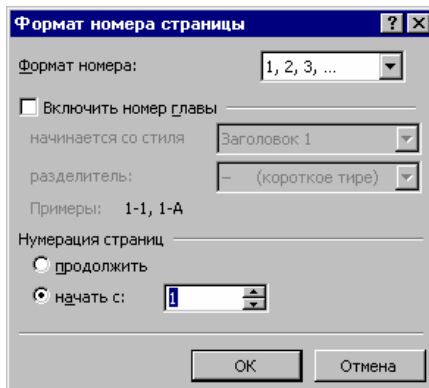 Формат номера страницы
Формат номера: 1, 2, 3, ...
Включить номер главы
начинается со стиля Заголовок 1
разделитель: – (короткое тире)
Примеры: 1-1, 1-A
Нумерация страниц
продолжить
начать с: 1
ОК Отмена